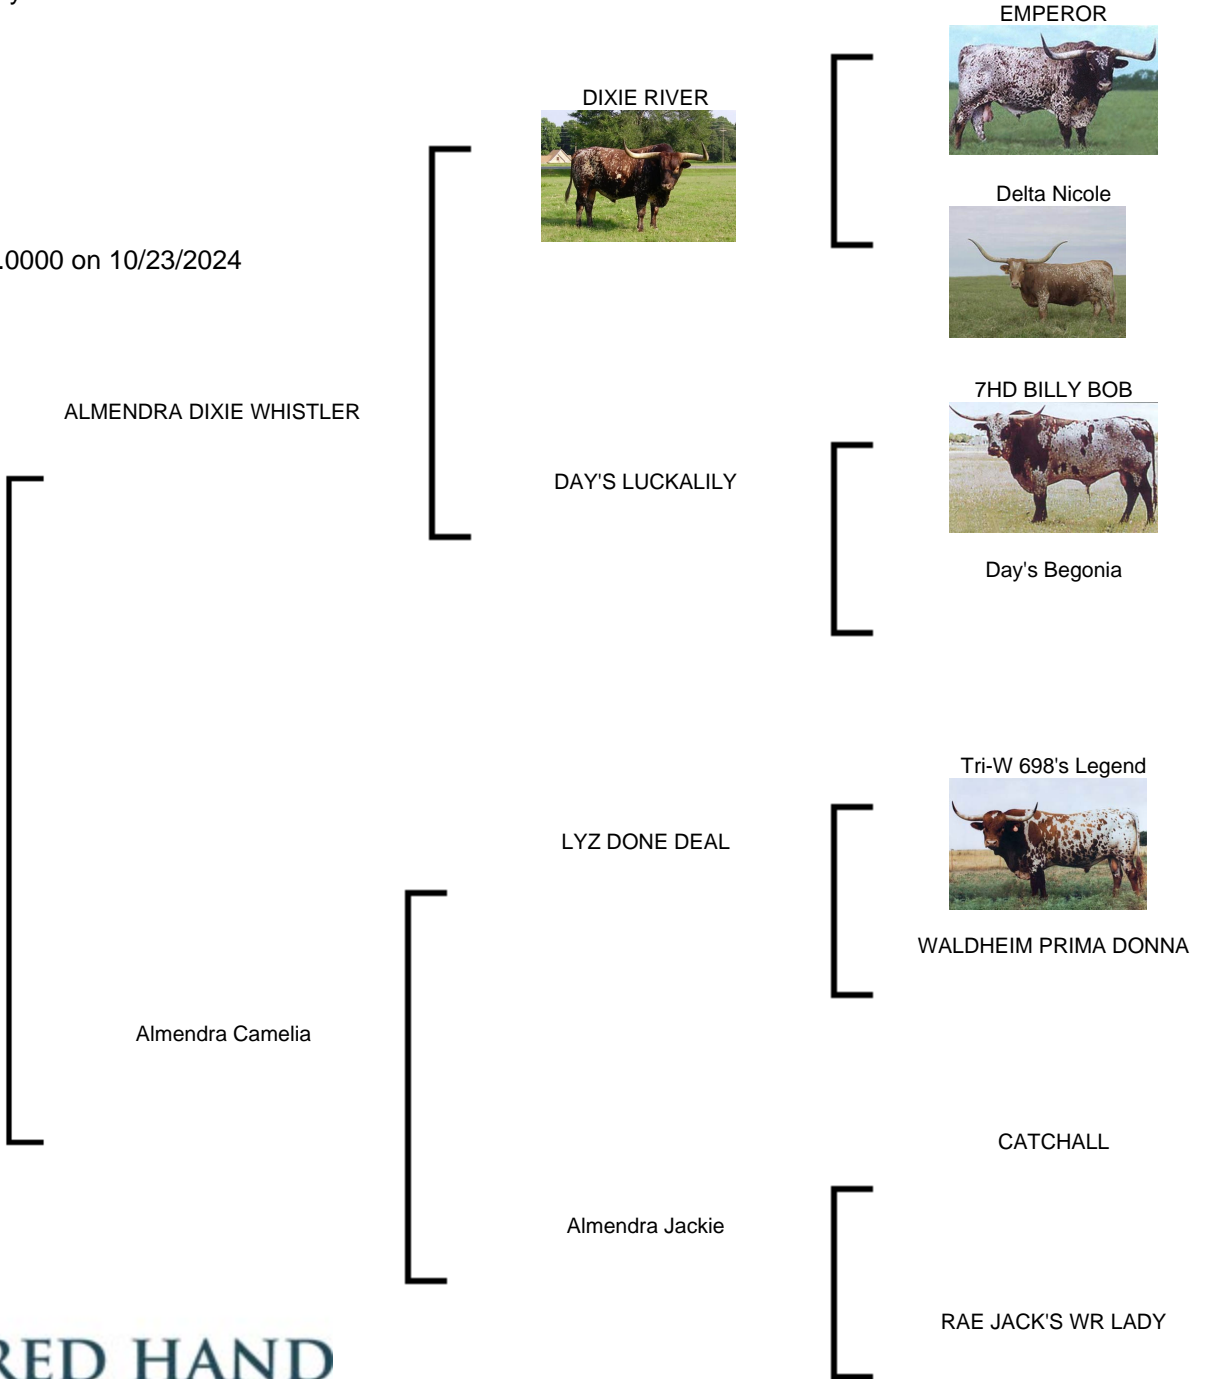 EMPEROR
DIXIE RIVER
Delta Nicole
.0000 on 10/23/2024
7HD BILLY BOB
ALMENDRA DIXIE WHISTLER
DAY'S LUCKALILY
Day's Begonia
Tri-W 698's Legend
LYZ DONE DEAL
WALDHEIM PRIMA DONNA
Almendra Camelia
CATCHALL
Almendra Jackie
RAE JACK'S WR LADY
RED HAND